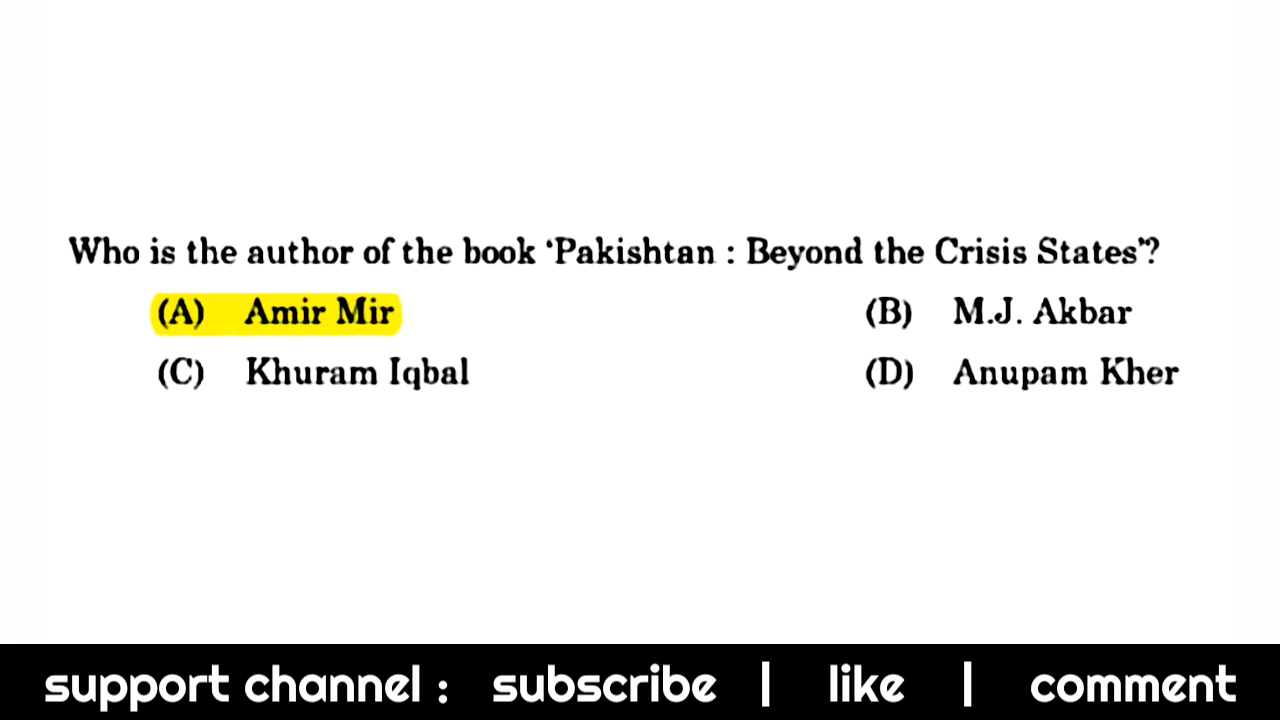 Who is the author of the book ‘Pakishtan : Beyond the Crisis States’?
(A) Amir Mir (B) M.J. Akbar
(C) Khuram Iqbal (D) Anupam Kher
support channel : subscribe | like | comment